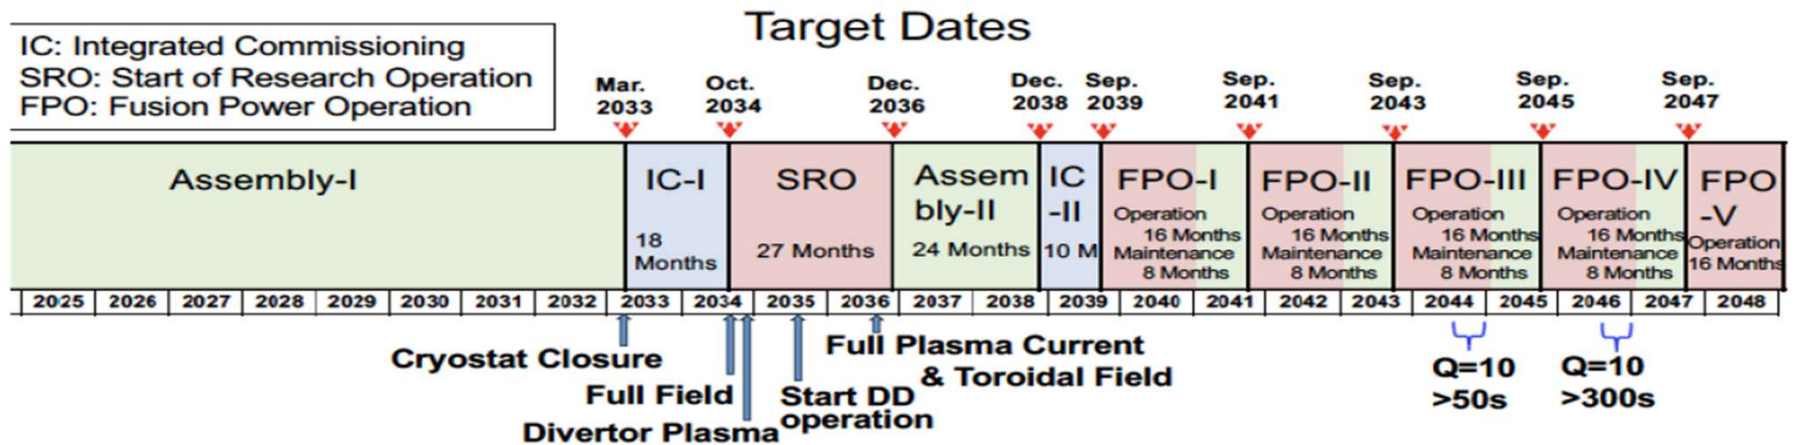 Target Dates
IC: Integrated Commissioning
SRO: Start of Research Operation
FPO: Fusion Power Operation
Mar. 2033
Oct. 2034
Dec. 2036
Dec. 2038
Sep. 2039
Sep. 2041
Sep. 2043
Sep. 2045
Sep. 2047
Assembly-I
IC-I
18
Months
SRO
27 Months
Assem
bly-II
24 Months
IC
-II
10 M
FPO-I
Operation
16 Months
Maintenance
8 Months
FPO-II
Operation
16 Months
Maintenance
8 Months
FPO-III
Operation
16 Months
Maintenance
8 Months
FPO-IV
Operation
16 Months
Maintenance
8 Months
FPO
-V
Operation
16 Months
2025 2026 2027 2028 2029 2030 2031 2032 2033 2034 2035 2036 2037 2038 2039 2040 2041 2042 2043 2044 2045 2046 2047 2048
Cryostat Closure
Full Field
Divertor Plasma
Start DD
operation
Full Plasma Current
& Toroidal Field
Q=10
>50s
Q=10
>300s